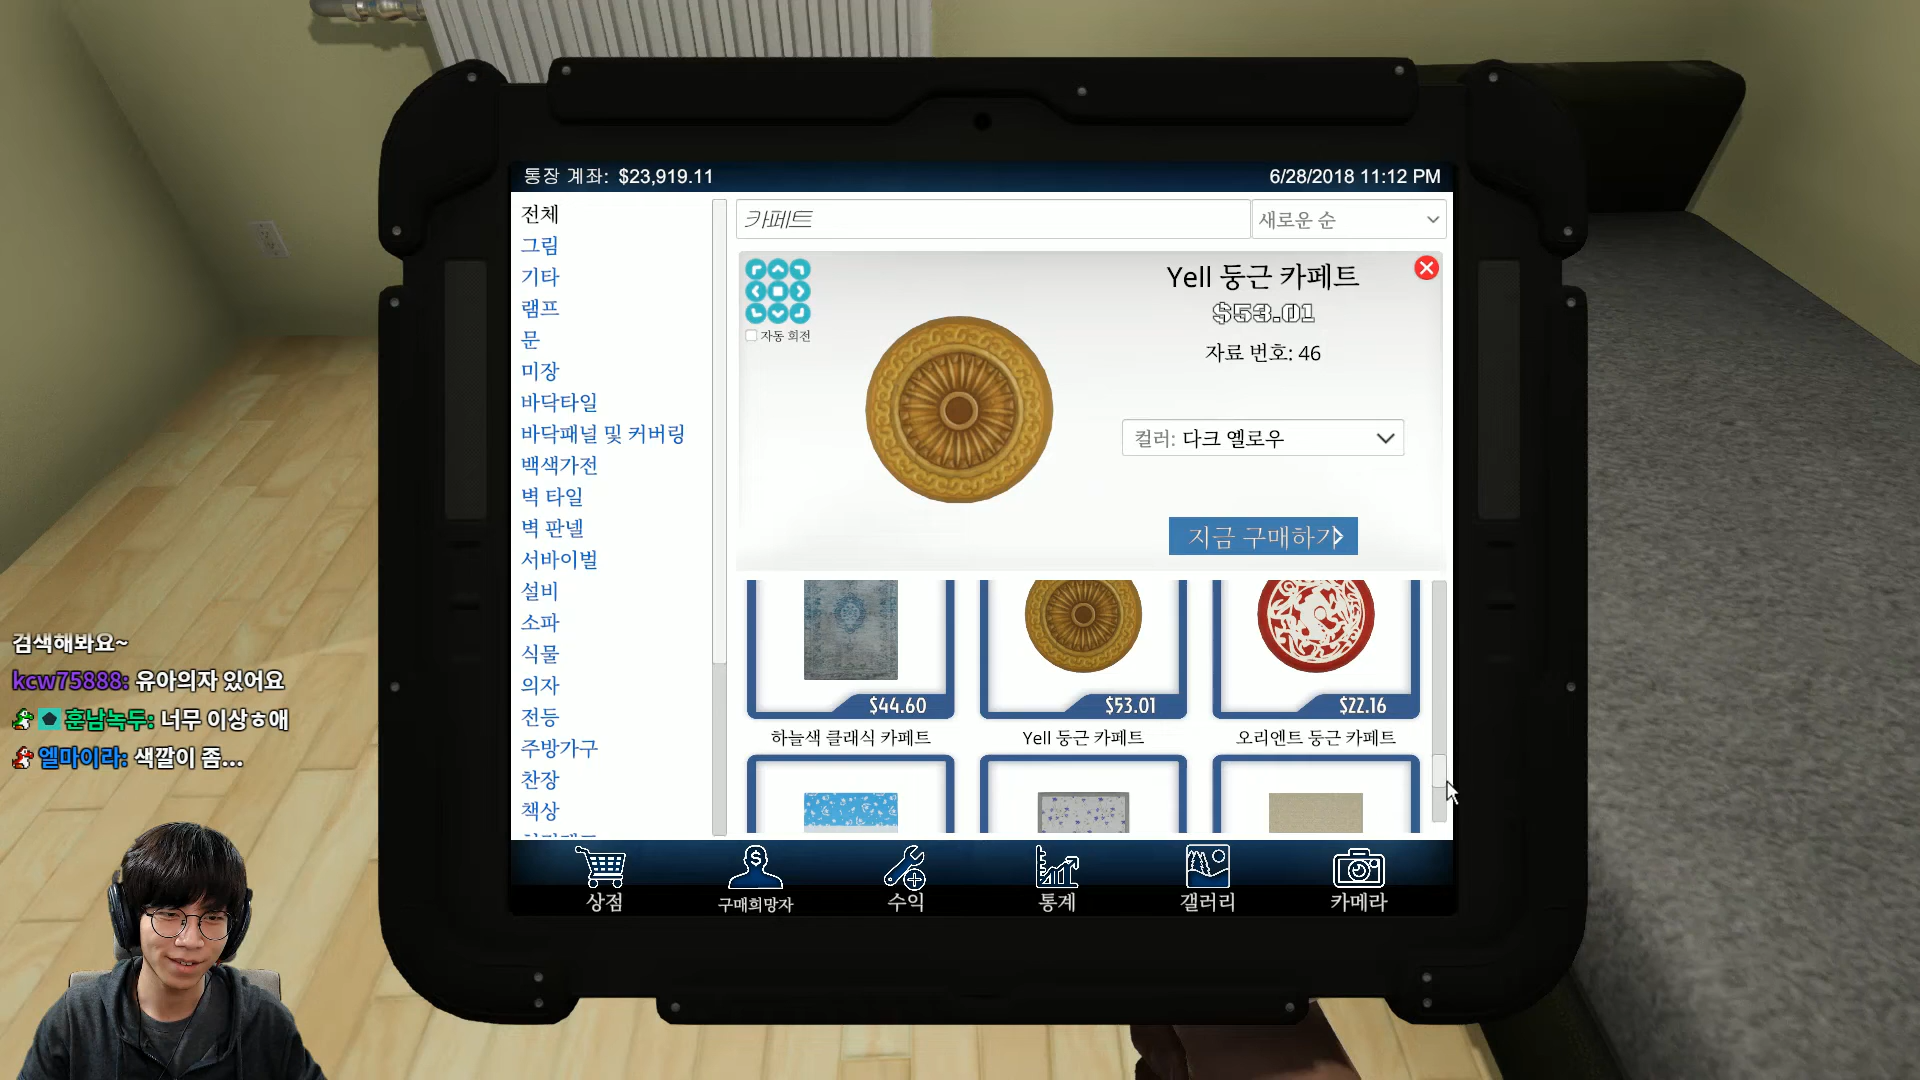 통장 계좌: $23,919.11
6/28/2018 11:12 PM
전체
그림
기타
램프
문
미장
바닥타일
바닥패널 및 커버링
백색가전
벽 타일
벽 판넬
서바이벌
설비
소파
식물
의자
전등
주방가구
찬장
책상
카페트
새로운 순
자동 회전
Yell 둥근 카페트
$53.01
자료 번호: 46
컬러: 다크 옐로우
지금 구매하기
$44.60
$53.01
$22.16
하늘색 클래식 카페트
Yell 둥근 카페트
오리엔트 둥근 카페트
상점
구매희망자
수익
통계
갤러리
카메라
검색해봐요~
kcw75888: 유아의자 있어요
훈남녹두: 너무 이상ㅎ애
엘마이라: 색깔이 좀...